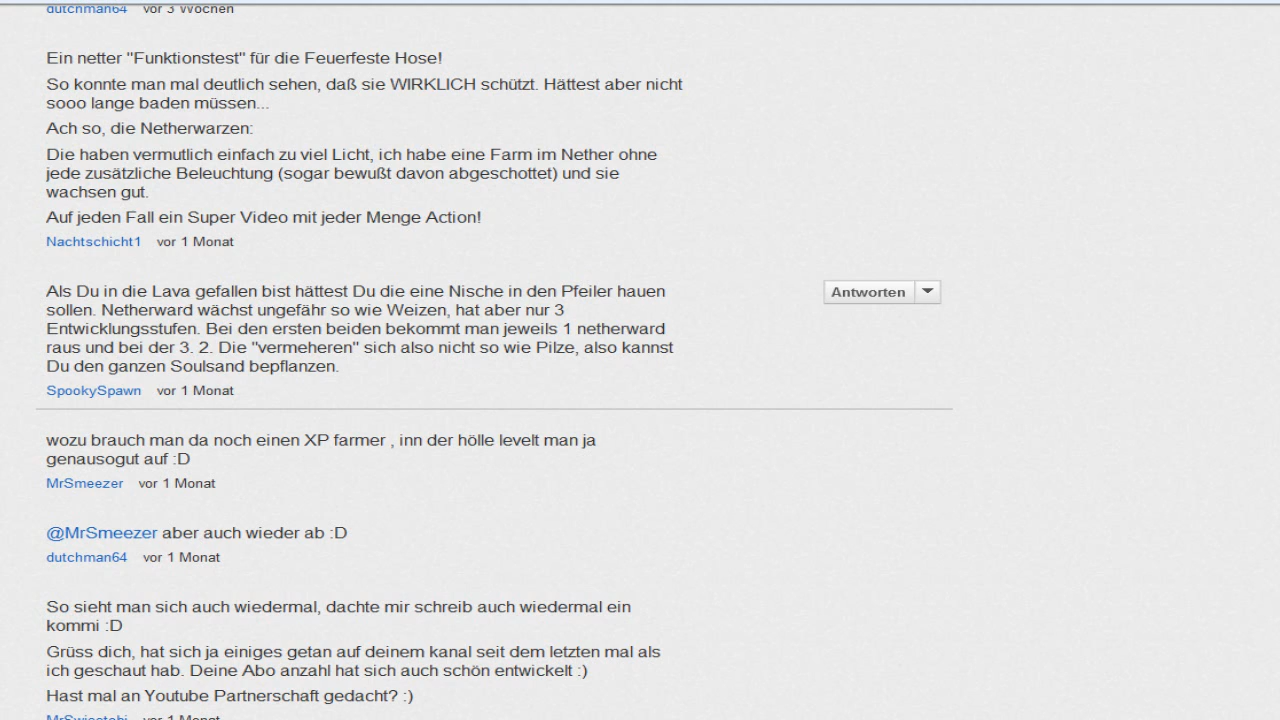 dutchman64 vor 3 Wochen
Ein netter "Funktionstest" für die Feuerfeste Hose!
So konnte man mal deutlich sehen, daß sie WIRKLICH schützt. Hättest aber nicht
sooo lange baden müssen...
Ach so, die Netherwarzen:
Die haben vermutlich einfach zu viel Licht, ich habe eine Farm im Nether ohne
jede zusätzliche Beleuchtung (sogar bewußt davon abgeschottet) und sie
wachsen gut.
Auf jeden Fall ein Super Video mit jeder Menge Action!
Nachtschicht1 vor 1 Monat
Als Du in die Lava gefallen bist hättest Du die eine Nische in den Pfeiler hauen
sollen. Netherward wächst ungefähr so wie Weizen, hat aber nur 3
Entwicklungsstufen. Bei den ersten beiden bekommt man jeweils 1 netherward
raus und bei der 3. 2. Die "vermeheren" sich also nicht so wie Pilze, also kannst
Du den ganzen Soulsand bepflanzen.
Antworten
SpookySpawn vor 1 Monat
wozu brauch man da noch einen XP farmer , inn der hölle levelt man ja
genausogut auf :D
MrSmeezer vor 1 Monat
@MrSmeezer aber auch wieder ab :D
dutchman64 vor 1 Monat
So sieht man sich auch wiedermal, dachte mir schreib auch wiedermal ein
kommi :D
Grüss dich, hat sich ja einiges getan auf deinem kanal seit dem letzten mal als
ich geschaut hab. Deine Abo anzahl hat sich auch schön entwickelt :)
Hast mal an Youtube Partnerschaft gedacht? :)
vor 1 Monat